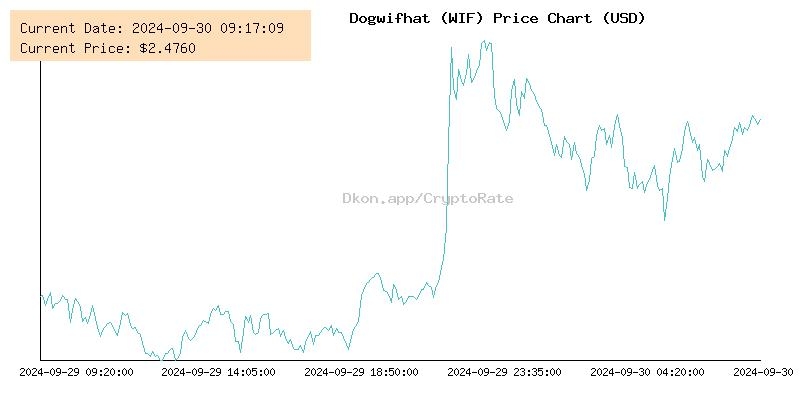 Dogwifhat (WIF) Price Chart (USD)
Current Date: 2024-09-30 09:17:09
Current Price: $2.4760
Dkon.app/CryptoRate
2024-09-29 09:20:00 2024-09-29 14:05:00 2024-09-29 18:50:00 2024-09-29 23:35:00 2024-09-30 04:20:00 2024-09-30